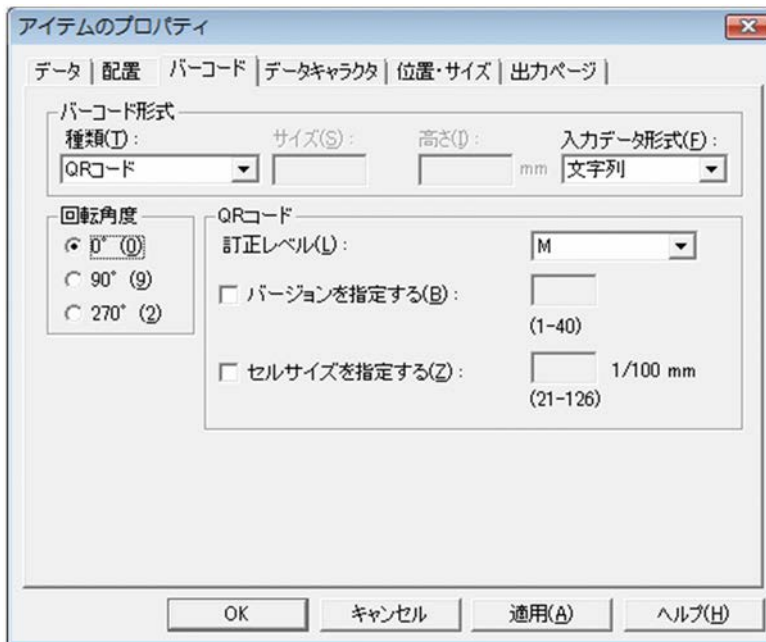 アイテムのプロパティ
データ 配置 バーコード データキャラクタ 位置・サイズ 出力ページ
バーコード形式
種類(T): サイズ(S): 高さ(I): 入力データ形式(F):
QRコード mm 文字列
回転角度
0° (0)
90° (9)
270° (2)
QRコード
訂正レベル(L): M
バージョンを指定する(B):
(1-40)
セルサイズを指定する(Z): 1/100 mm
(21-126)
OK キャンセル 適用(A) ヘルプ(H)